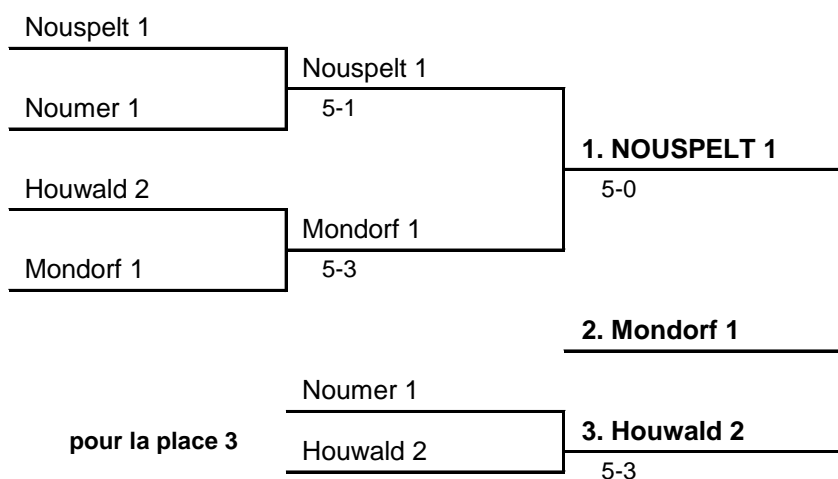 Nouspelt 1
Nouspelt 1
Noumer 1
5-1
1. NOUSPELT 1
Houwald 2
5-0
Mondorf 1
Mondorf 1
5-3
2. Mondorf 1
Noumer 1
pour la place 3
3. Houwald 2
Houwald 2
5-3